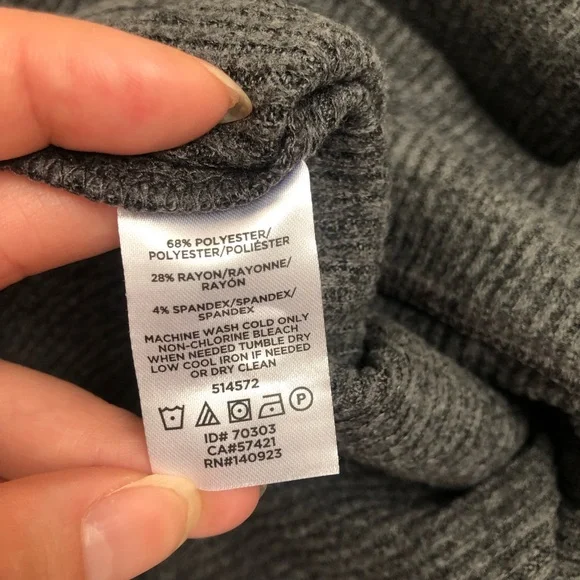 68% POLYESTER/
POLYESTER/POLIÉSTER
28% RAYON/RAYONNE/
RAYÓN
4% SPANDEX/SPANDEX/
SPANDEX
MACHINE WASH COLD ONLY
NON-CHLORINE BLEACH
WHEN NEEDED TUMBLE DRY
LOW COOL IRON IF NEEDED
OR DRY CLEAN
514572
P
ID# 70303
CA#57421
RN#140923